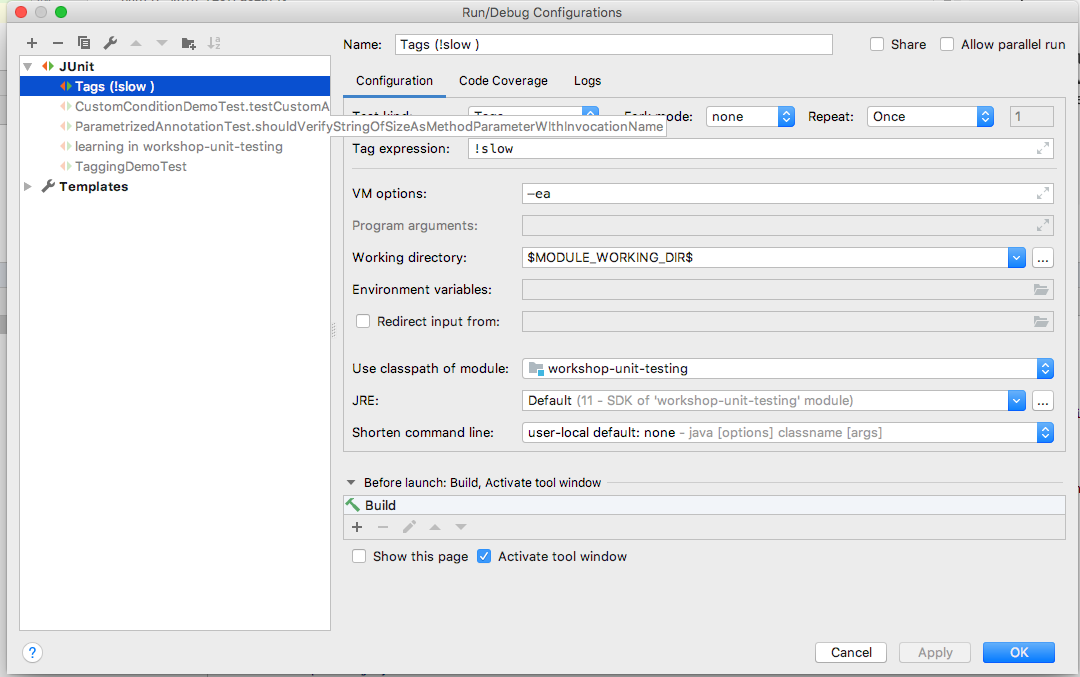 Run/Debug Configurations
JUnit
Tags (!slow )
CustomConditionDemoTest.testCustomA
ParametrizedAnnotationTest.shouldVerifyStringOfSizeAsMethodParameterWIthInvocationName
learning in workshop-unit-testing
TaggingDemoTest
Templates
Name: Tags (!slow ) Share Allow parallel run
Configuration Code Coverage Logs
mode: none Repeat: Once 1
Tag expression: !slow
VM options: -ea
Program arguments:
Working directory: $MODULE_WORKING_DIR$ ...
Environment variables:
Redirect input from:
Use classpath of module: workshop-unit-testing
JRE: Default (11 - SDK of 'workshop-unit-testing' module) ...
Shorten command line: user-local default: none - java [options] classname [args]
Before launch: Build, Activate tool window
Build
Show this page Activate tool window
? Cancel Apply OK